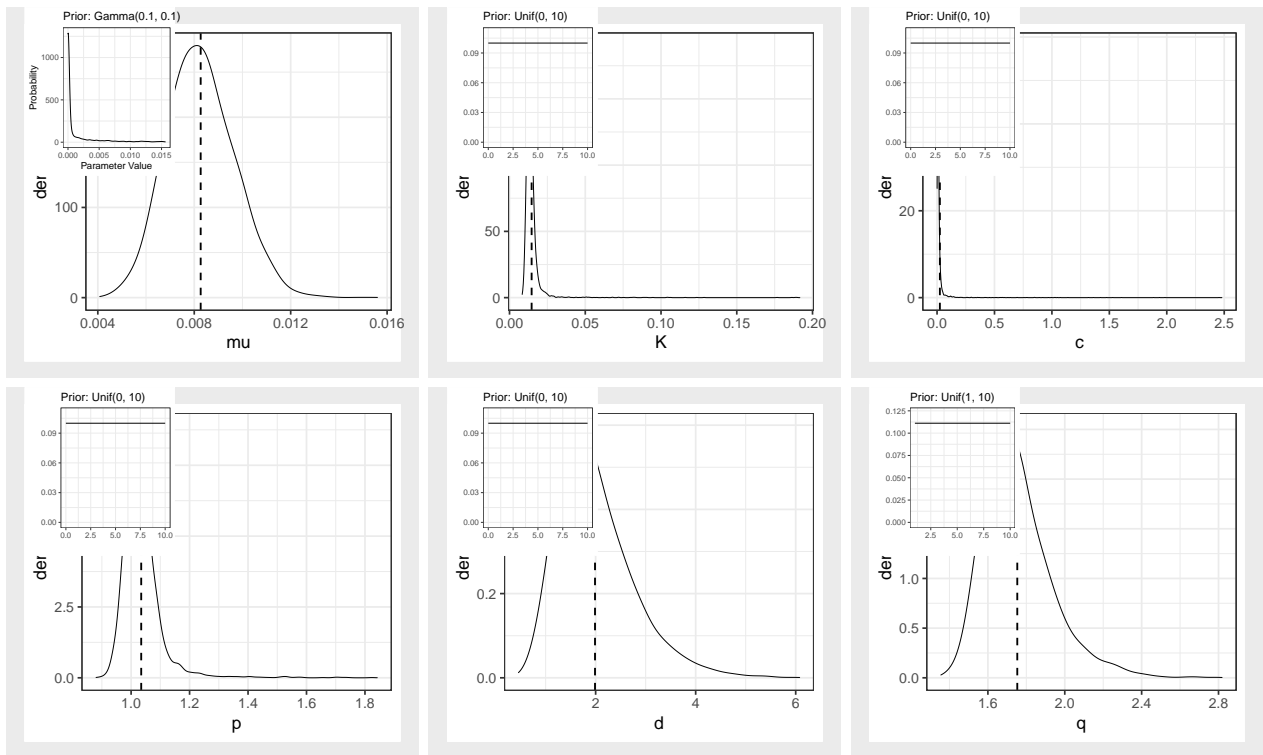 Prior: Gamma(0.1, 0.1)
1000
500
0
Probability
0.000 0.005 0.010 0.015
Parameter Value
der
100
0
0.004 0.008 0.012 0.016
mu
Prior: Unif(0, 10)
0.09
0.06
0.03
0.00
0.0 2.5 5.0 7.5 10.0
der
50
0
0.00 0.05 0.10 0.15 0.20
K
Prior: Unif(0, 10)
0.09
0.06
0.03
0.00
0.0 2.5 5.0 7.5 10.0
der
20
0
0.0 0.5 1.0 1.5 2.0 2.5
c
Prior: Unif(0, 10)
0.09
0.06
0.03
0.00
0.0 2.5 5.0 7.5 10.0
der
2.5
0.0
1.0 1.2 1.4 1.6 1.8
p
Prior: Unif(0, 10)
0.09
0.06
0.03
0.00
0.0 2.5 5.0 7.5 10.0
der
0.2
0.0
2 4 6
d
Prior: Unif(1, 10)
0.125
0.100
0.075
0.050
0.025
0.000
2.5 5.0 7.5 10.0
der
1.0
0.5
0.0
1.6 2.0 2.4 2.8
q